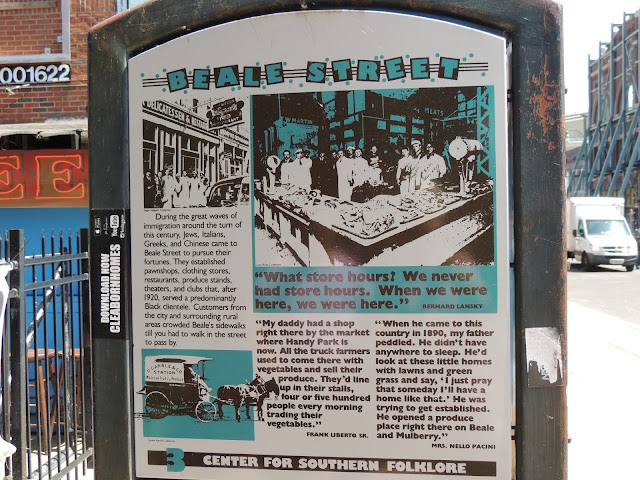 001622
EE
DOWNLOAD NOW
CLEABORNHOMES
You Tube
BEALE STREET
DELICATESSEN &
MARTIN
MEATS
During the great waves of
immigration around the turn of
this century, Jews, Italians,
Greeks, and Chinese came to
Beale Street to pursue their
fortunes. They established
pawnshops, clothing stores,
restaurants, produce stands,
theaters, and clubs that, after
1920, served a predominantly
Black clientele. Customers from
the city and surrounding rural
areas crowded Beale's sidewalks
till you had to walk in the street
to pass by.
"What store hours? We never
had store hours. When we were
here, we were here."
BERNARD LANSKY
"My daddy had a shop
right there by the market
where Handy Park is
now. All the truck farmers
used to come there with
vegetables and sell their
produce. They'd line
up in their stalls,
four or five hundred
people every morning
trading their
vegetables."
FRANK LIBERTO SR.
"When he came to this
country in 1890, my father
peddled. He didn't have
anywhere to sleep. He'd
look at these little homes
with lawns and green
grass and say, 'I just pray
that someday I'll have a
home like that.' He was
trying to get established.
He opened a produce
place right there on Beale
and Mulberry."
MRS. NELLO PACINI
STATION
3 CENTER FOR SOUTHERN FOLKLORE